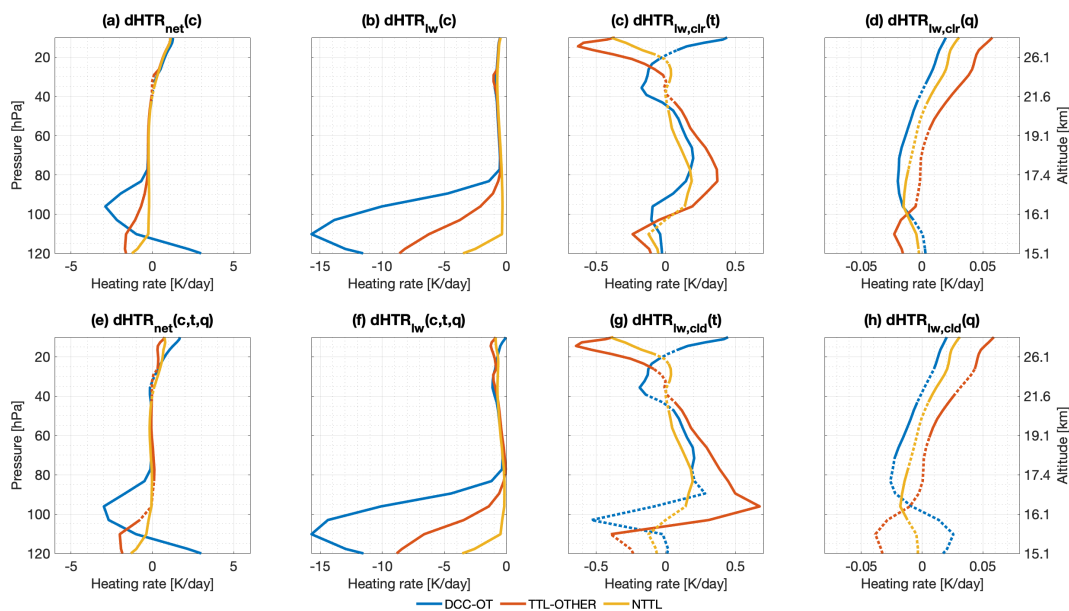 (a) dHTRnet(c)
(b) dHTRlw(c)
(c) dHTRlw,clr(t)
(d) dHTRlw,clr(q)
Pressure [hPa]
20
40
60
80
100
120
-5
0
5
Heating rate [K/day]
-15
-10
-5
0
Heating rate [K/day]
-0.5
0
0.5
Heating rate [K/day]
-0.05
0
0.05
Heating rate [K/day]
26.1
21.6
19.1
17.4
16.1
15.1
Altitude [km]
(e) dHTRnet(c,t,q)
(f) dHTRlw(c,t,q)
(g) dHTRlw,cld(t)
(h) dHTRlw,cld(q)
Pressure [hPa]
20
40
60
80
100
120
-5
0
5
Heating rate [K/day]
-15
-10
-5
0
Heating rate [K/day]
-0.5
0
0.5
Heating rate [K/day]
-0.05
0
0.05
Heating rate [K/day]
26.1
21.6
19.1
17.4
16.1
15.1
Altitude [km]
DCC-OT TTL-OTHER NTTL